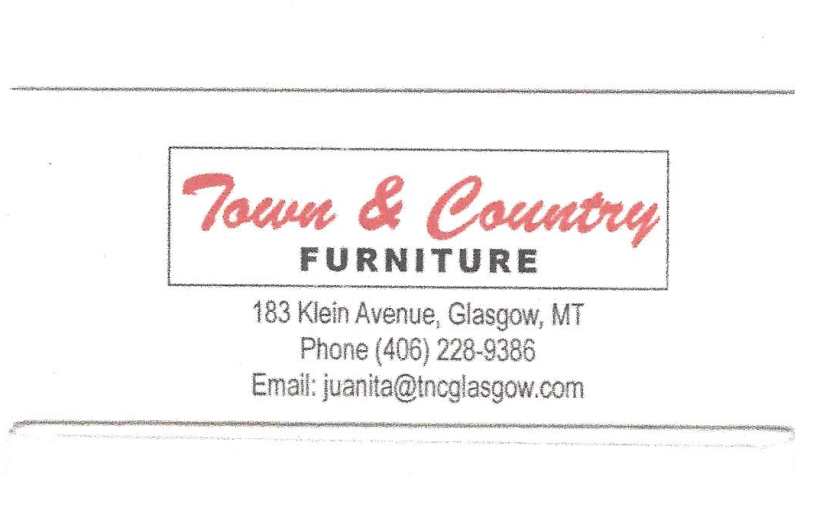 Town & Country
FURNITURE
183 Klein Avenue, Glasgow, MT
Phone (406) 228-9386
Email: juanita@tncglasgow.com